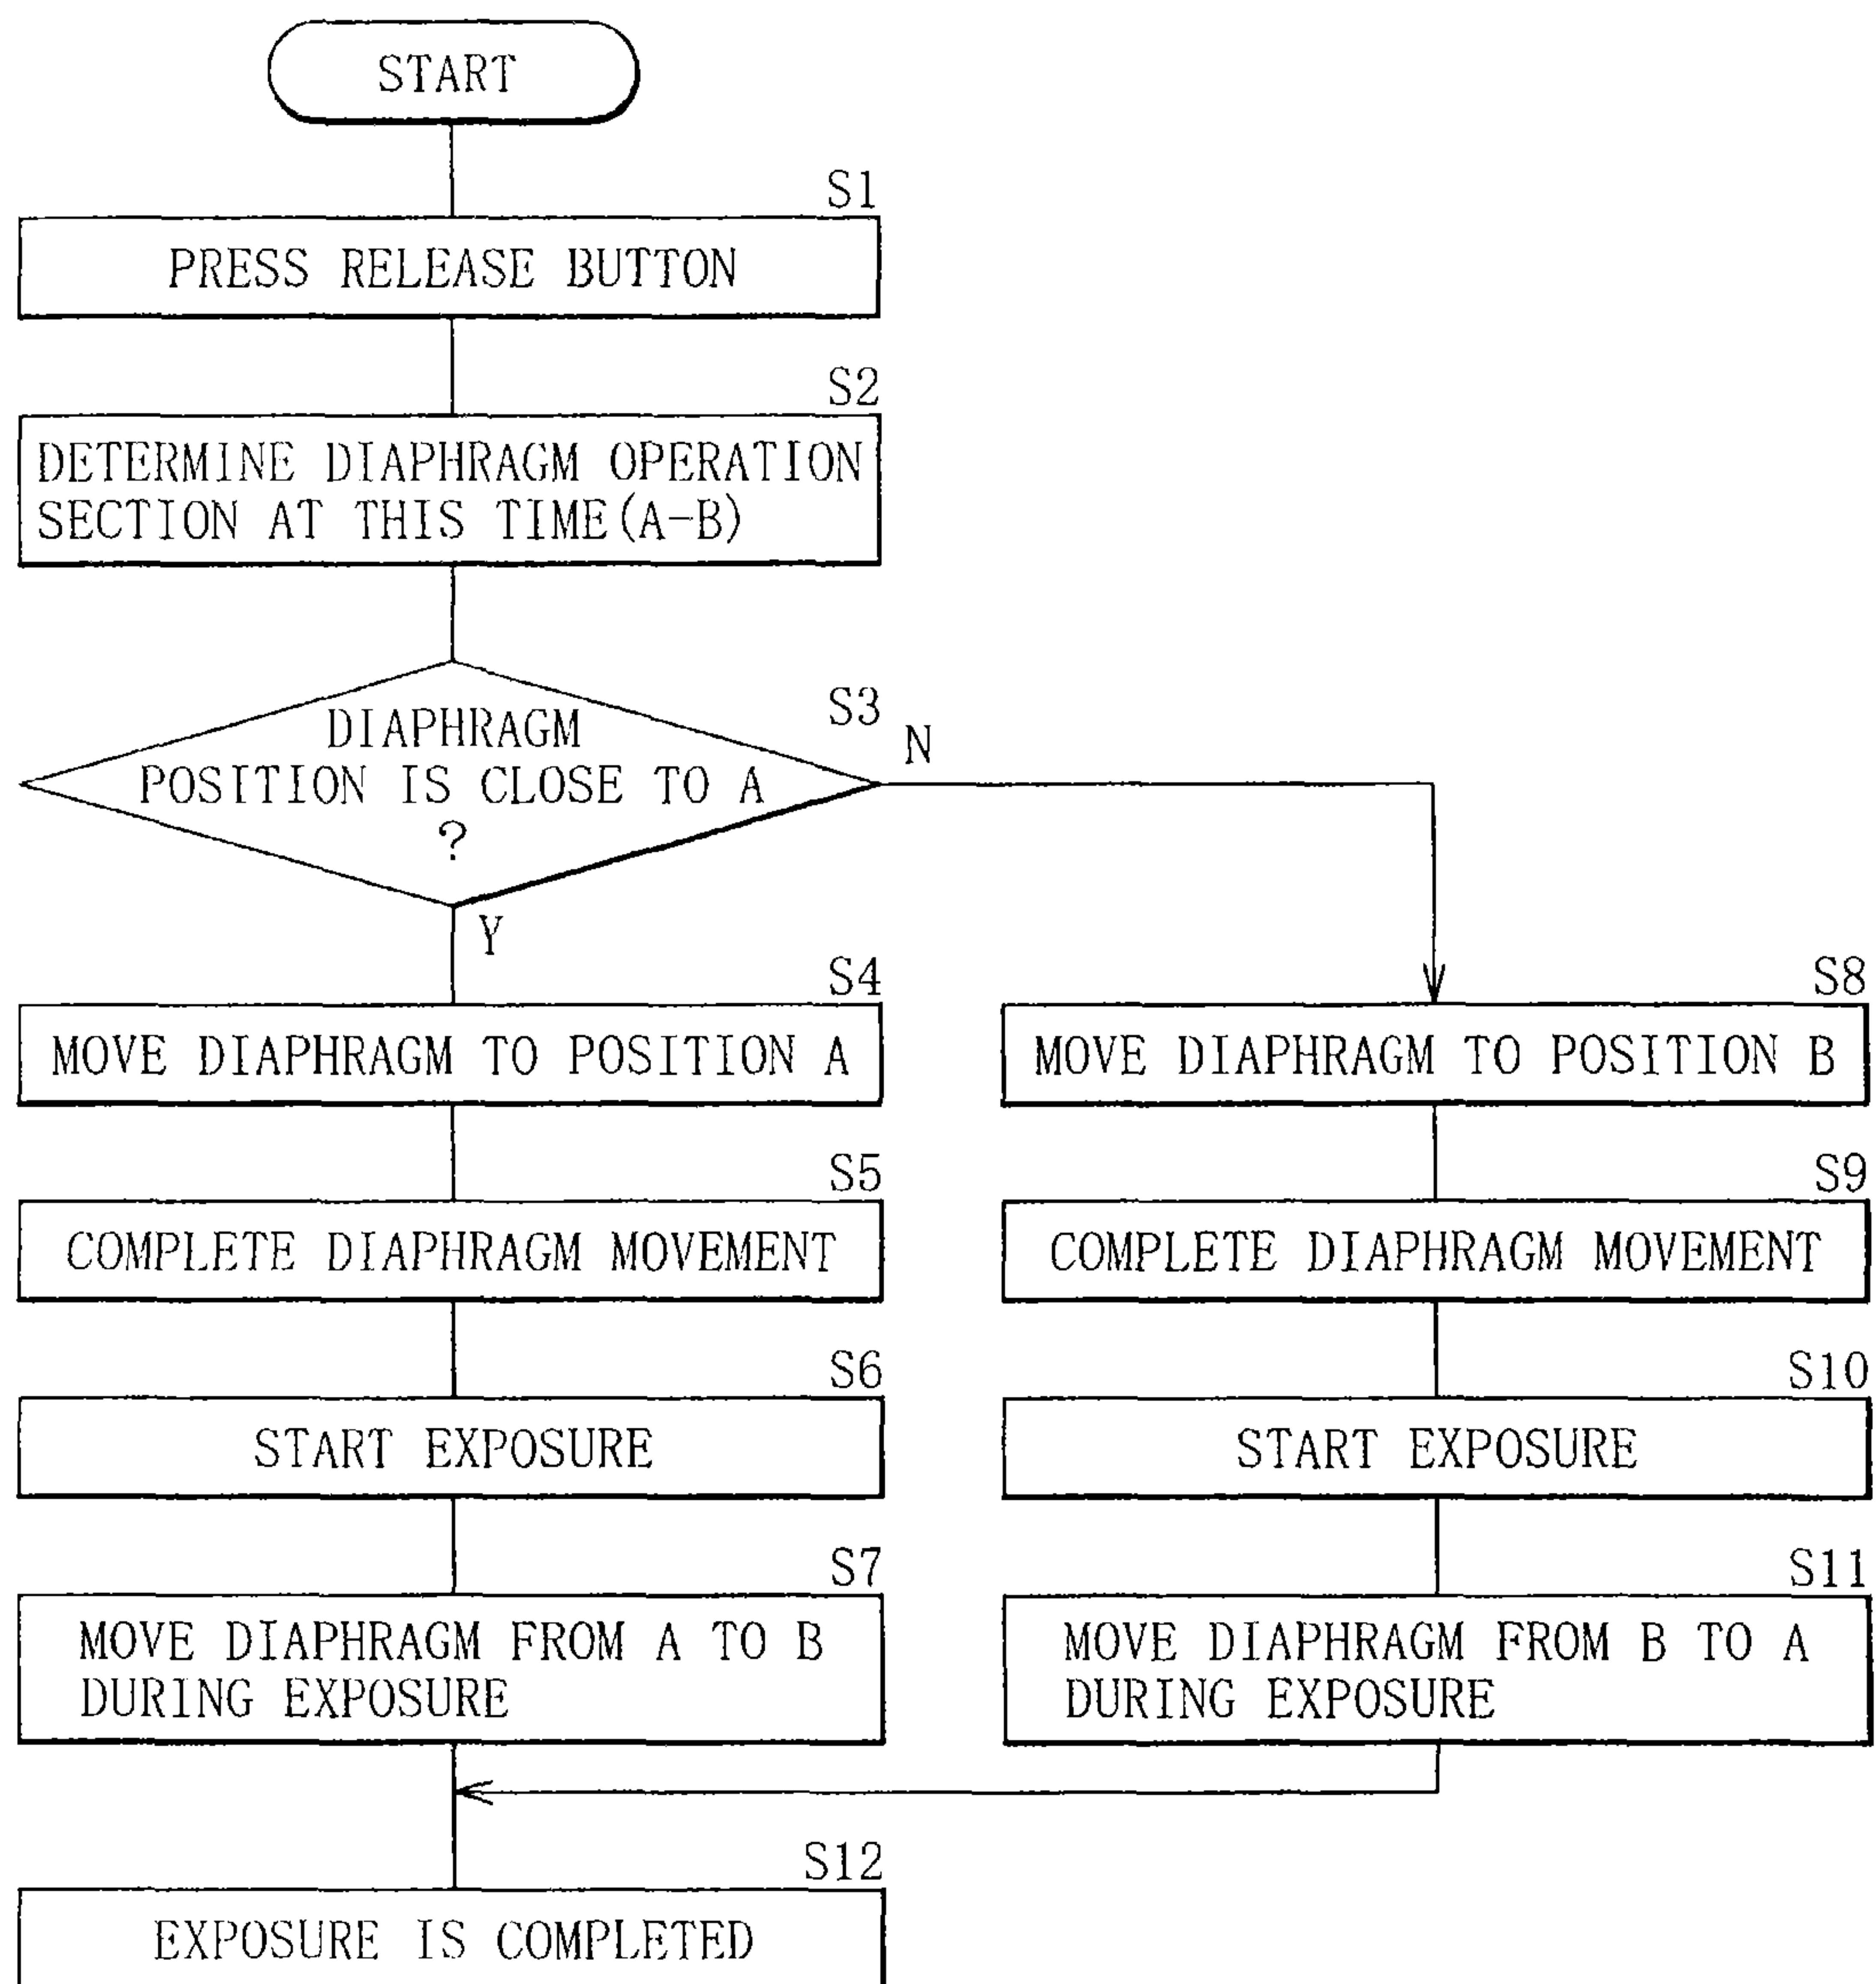 START
S1
PRESS RELEASE BUTTON
S2
DETERMINE DIAPHRAGM OPERATION
SECTION AT THIS TIME(A-B)
S3
DIAPHRAGM
POSITION IS CLOSE TO A
?
N
Y
S4
MOVE DIAPHRAGM TO POSITION A
S5
COMPLETE DIAPHRAGM MOVEMENT
S6
START EXPOSURE
S7
MOVE DIAPHRAGM FROM A TO B
DURING EXPOSURE
S8
MOVE DIAPHRAGM TO POSITION B
S9
COMPLETE DIAPHRAGM MOVEMENT
S10
START EXPOSURE
S11
MOVE DIAPHRAGM FROM B TO A
DURING EXPOSURE
S12
EXPOSURE IS COMPLETED